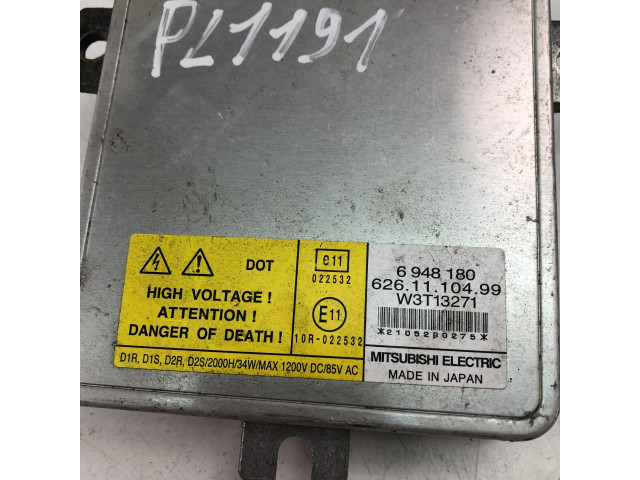 PL1191
DOT
HIGH VOLTAGE !
ATTENTION !
DANGER OF DEATH !
e11
022532
E11
10R-022532
D1R, D1S, D2R, D2S/2000H/34W/MAX 1200V DC/85V AC
6 948 180
626.11.104.99
W3T13271
*2105280275*
MITSUBISHI ELECTRIC
MADE IN JAPAN